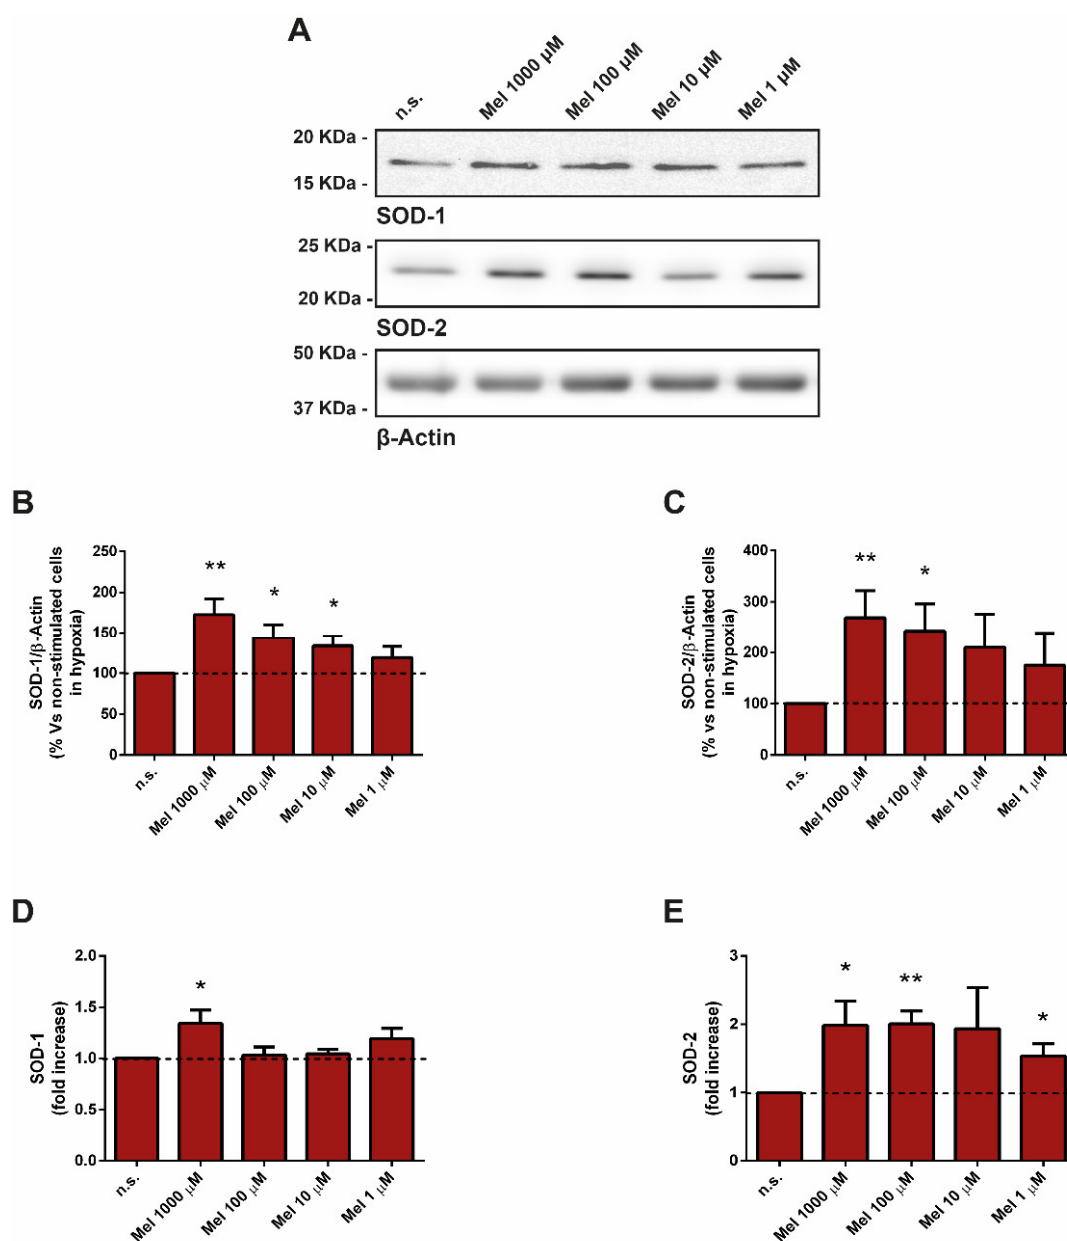 A
n.s.
Mel 1000 µM
Mel 100 µM
Mel 10 µM
Mel 1 µM
20 KDa -
15 KDa -
SOD-1
25 KDa -
20 KDa -
SOD-2
50 KDa -
37 KDa -
β-Actin
B
SOD-1/β-Actin
(% Vs non-stimulated cells
in hypoxia)
250
200
150
100
50
0
**
*
*
n.s.
Mel 1000 µM
Mel 100 µM
Mel 10 µM
Mel 1 µM
C
SOD-2/β-Actin
(% vs non-stimulated cells
in hypoxia)
400
300
200
100
0
**
*
n.s.
Mel 1000 µM
Mel 100 µM
Mel 10 µM
Mel 1 µM
D
SOD-1
(fold increase)
2.0
1.5
1.0
0.5
0.0
*
n.s.
Mel 1000 µM
Mel 100 µM
Mel 10 µM
Mel 1 µM
E
SOD-2
(fold increase)
3
2
1
0
*
**
*
n.s.
Mel 1000 µM
Mel 100 µM
Mel 10 µM
Mel 1 µM